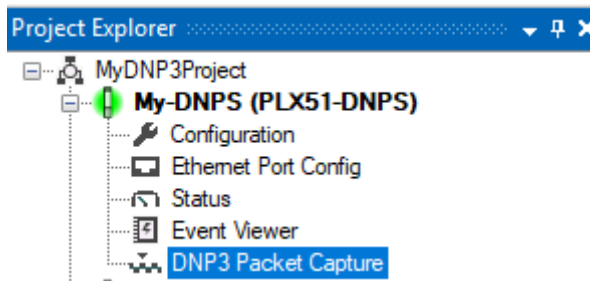 Project Explorer
MyDNP3Project
My-DNPS (PLX51-DNPS)
Configuration
Ethernet Port Config
Status
Event Viewer
DNP3 Packet Capture